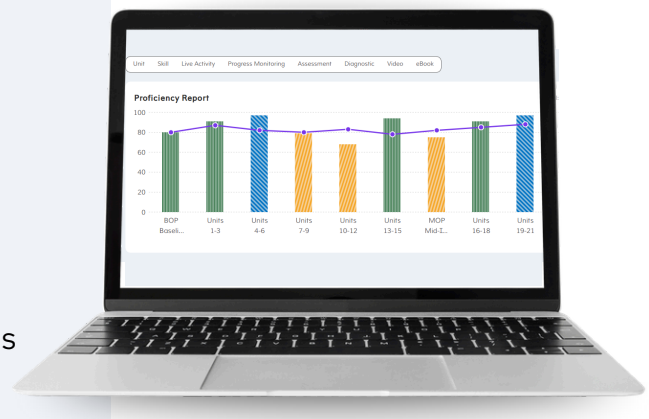 Unit Skill Live Activity Progress Monitoring Assessment Diagnostic Video eBook
Proficiency Report
100
80
60
40
20
0
BOP Units Units Units Units Units MOP Units Units
Baseli... 1-3 4-6 7-9 10-12 13-15 Mid-I... 16-18 19-21
s